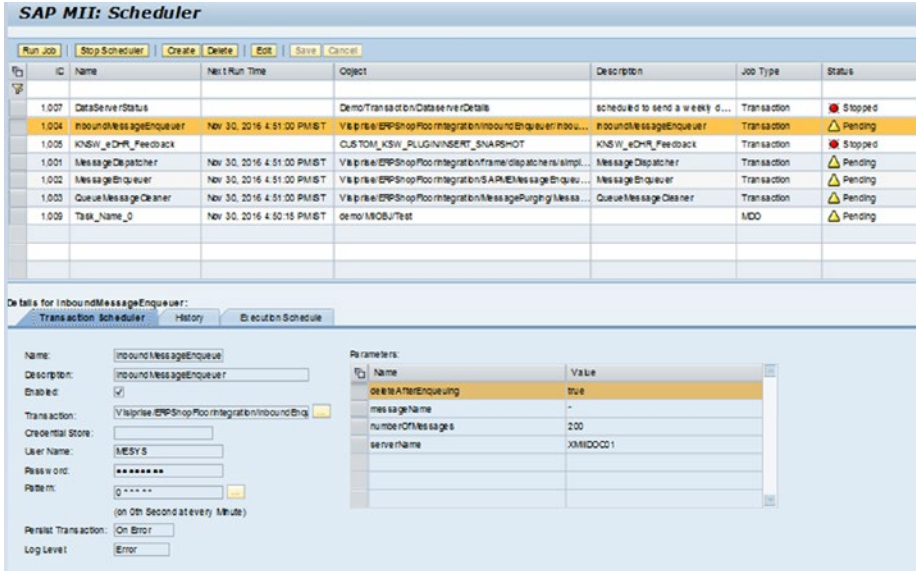 SAP MII: Scheduler
Run Job Stop Scheduler Create Delete Edit Save Cancel
ID Name Next Run Time Object Description Job Type Status
1,007 DataServerStatus Demo/Transaction/DataserverDetails scheduled to send a weekly d... Transaction Stopped
1,004 InboundMessageEnqueuer Nov 30, 2016 4:51:00 PM IST Visiprise/ERPShopFloorIntegration/InboundEnqueuer/Inbou... InboundMessageEnqueuer Transaction Pending
1,005 KNSW_eDHR_Feedback CUSTOM_KSW_PLUGIN/INSERT_SNAPSHOT KNSW_eDHR_Feedback Transaction Stopped
1,001 MessageDispatcher Nov 30, 2016 4:51:00 PM IST Visiprise/ERPShopFloorIntegration/frame/dispatchers/simpl... MessageDispatcher Transaction Pending
1,002 MessageEnqueuer Nov 30, 2016 4:51:00 PM IST Visiprise/ERPShopFloorIntegration/SAPMEMessageEnqueu... MessageEnqueuer Transaction Pending
1,003 QueueMessageCleaner Nov 30, 2016 4:51:00 PM IST Visiprise/ERPShopFloorIntegration/MessagePurging/Messa... QueueMessageCleaner Transaction Pending
1,009 Task_Name_0 Nov 30, 2016 4:50:15 PM IST demo/MIOBJ/Test MDO Pending
Details for InboundMessageEnqueuer:
Transaction Scheduler History Execution Schedule
Name: InboundMessageEnqueue
Parameters:
Description: InboundMessageEnqueuer
Name Value
Enabled:
deleteAfterEnqueuing true
Transaction: Visiprise/ERPShopFloorIntegration/InboundEnqu ...
messageName *
Credential Store:
numberOfMessages 200
User Name: MESYS
serverName XMIIDOC01
Password: ••••••••
Pattern: 0 * * * * * ...
(on 0th Second at every Minute)
Persist Transaction: On Error
Log Level: Error